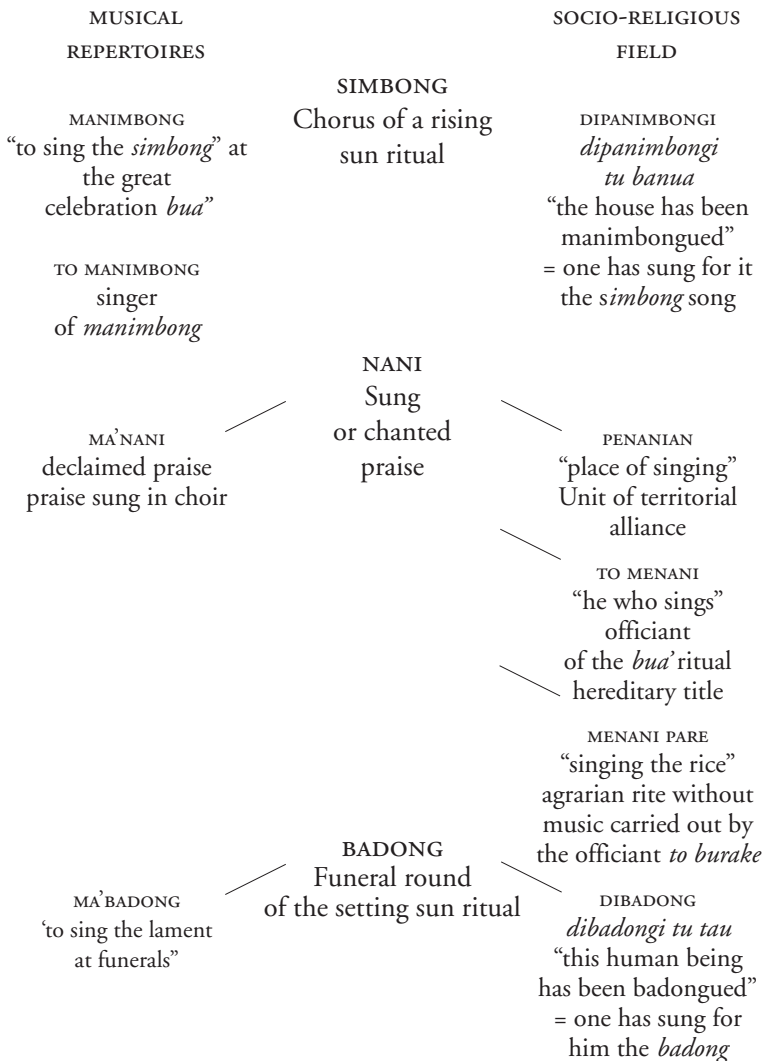 MUSICAL
REPERTOIRES
SOCIO-RELIGIOUS
FIELD
SIMBONG
Chorus of a rising
sun ritual
MANIMBONG
“to sing the simbong” at
the great
celebration bua”
TO MANIMBONG
singer
of manimbong
DIPANIMBONGI
dipanimbongi
tu banua
“the house has been
manimbongued”
= one has sung for it
the simbong song
NANI
Sung
or chanted
praise
MA’NANI
declaimed praise
praise sung in choir
PENANIAN
“place of singing”
Unit of territorial
alliance
TO MENANI
“he who sings”
officiant
of the bua’ ritual
hereditary title
MENANI PARE
“singing the rice”
agrarian rite without
music carried out by
the officiant to burake
BADONG
Funeral round
of the setting sun ritual
MA’BADONG
‘to sing the lament
at funerals”
DIBADONG
dibadongi tu tau
“this human being
has been badongued”
= one has sung for
him the badong